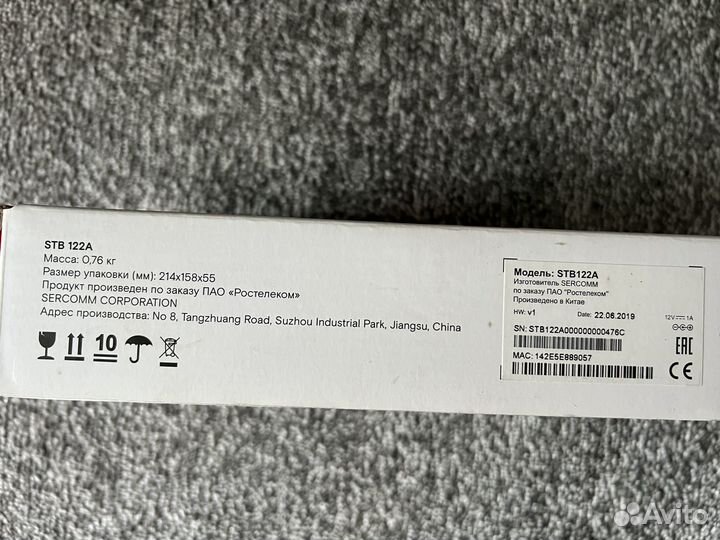 STB 122A
Масса: 0,76 кг
Размер упаковки (мм): 214x158x55
Продукт произведен по заказу ПАО «Ростелеком»
SERCOMM CORPORATION
Адрес производства: No 8, Tangzhuang Road, Suzhou Industrial Park, Jiangsu, China
10
Модель: STB122A
Изготовитель SERCOMM
по заказу ПАО "Ростелеком"
Произведено в Китае
HW: v1 Date: 22.06.2019 12V 1A
SN: STB122A000000000476C
MAC: 142E5E889057
EAC
CE
Avito